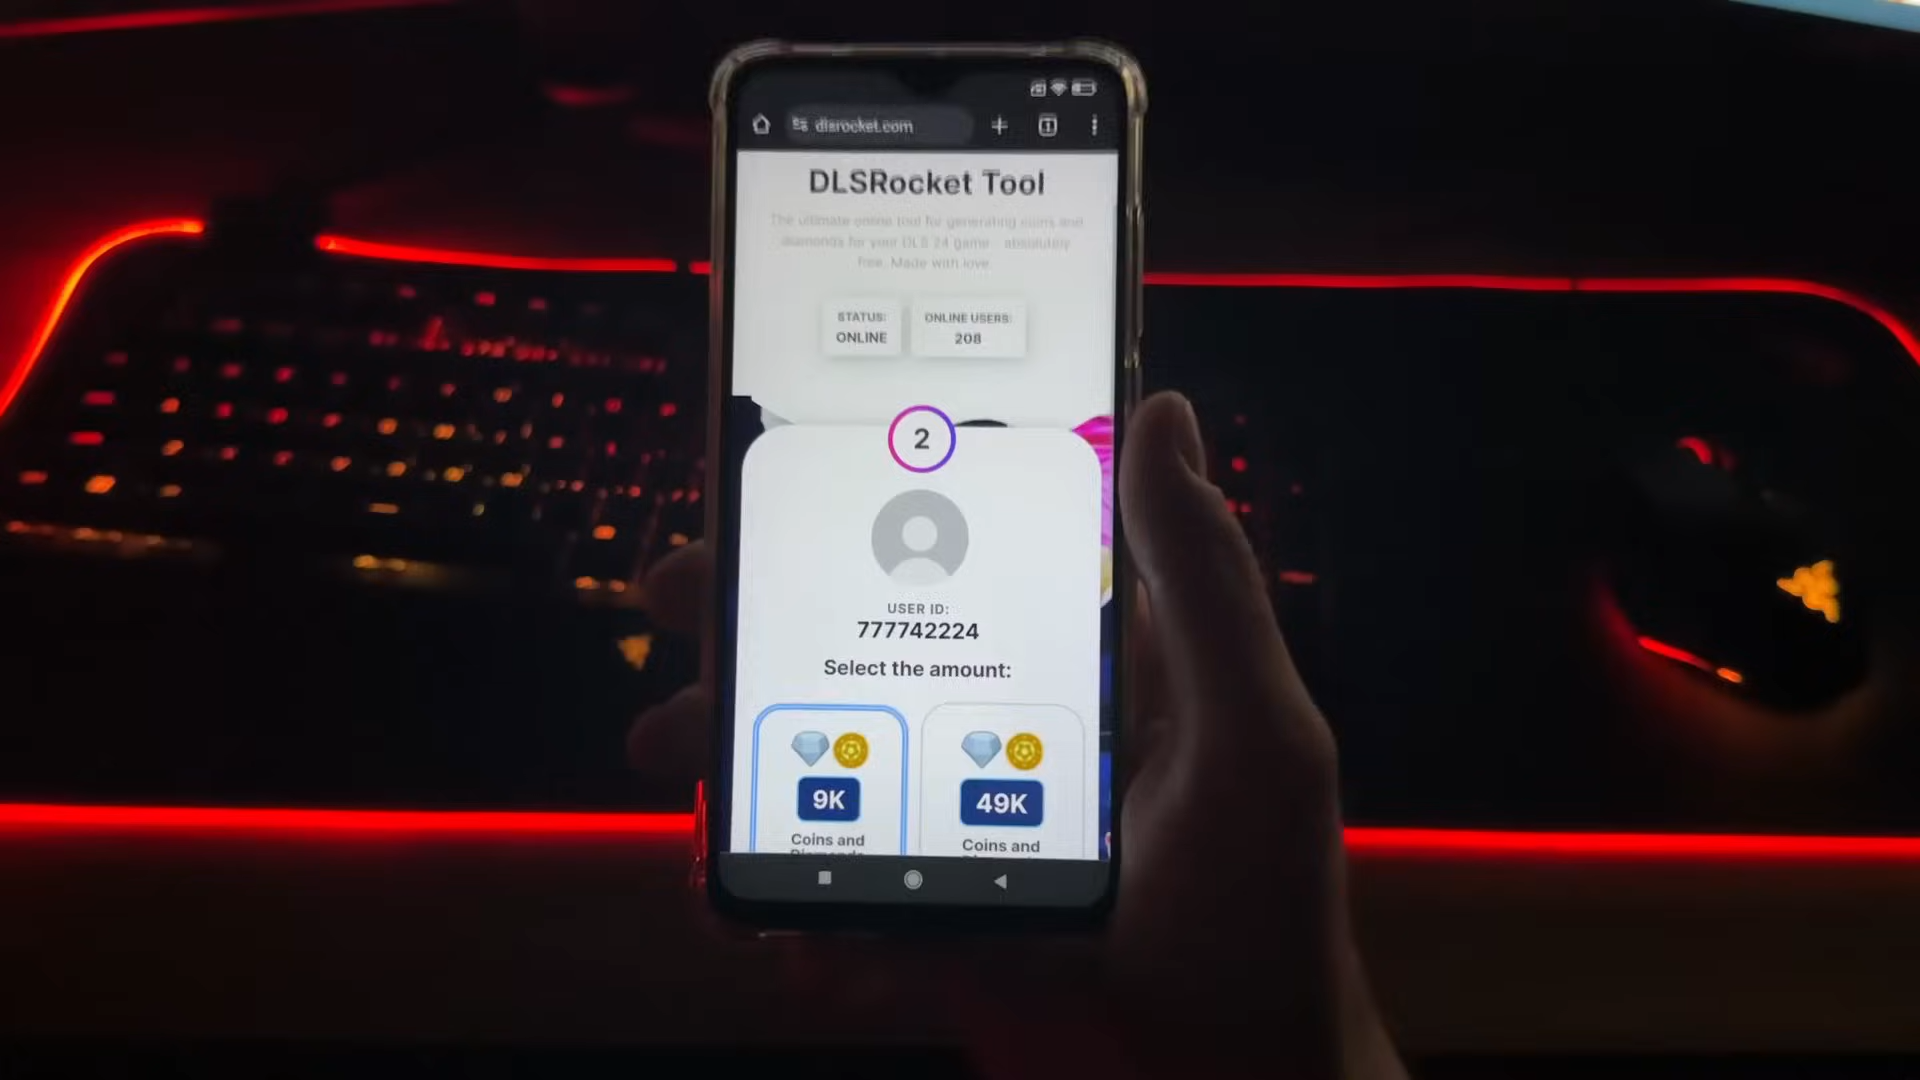 dlsrocket.com
DLSRocket Tool
The ultimate online tool for generating coins and
diamonds for your DLS 24 game - absolutely
free. Made with love.
STATUS:
ONLINE
ONLINE USERS:
208
2
USER ID:
777742224
Select the amount:
9K
Coins and
Diamonds
49K
Coins and